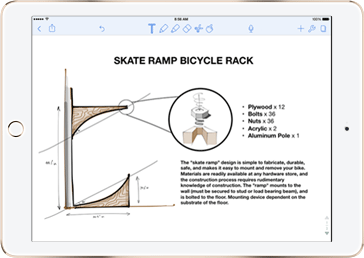 9:56 AM
100%
SKATE RAMP BICYCLE RACK
• Plywood x 12
• Bolts x 36
• Nuts x 36
• Acrylic x 2
• Aluminum Pole x 1
The "skate ramp" design is simple to fabricate, durable,
safe, and makes it easy to mount and remove your bike.
Materials are readily available at any hardware store, and
the construction process requires rudimentary
knowledge of construction. The "ramp" mounts to the
wall (must be secured to stud or load bearing beam), and
is bolted to the floor. Mounting device dependent on the
substrate of the floor.